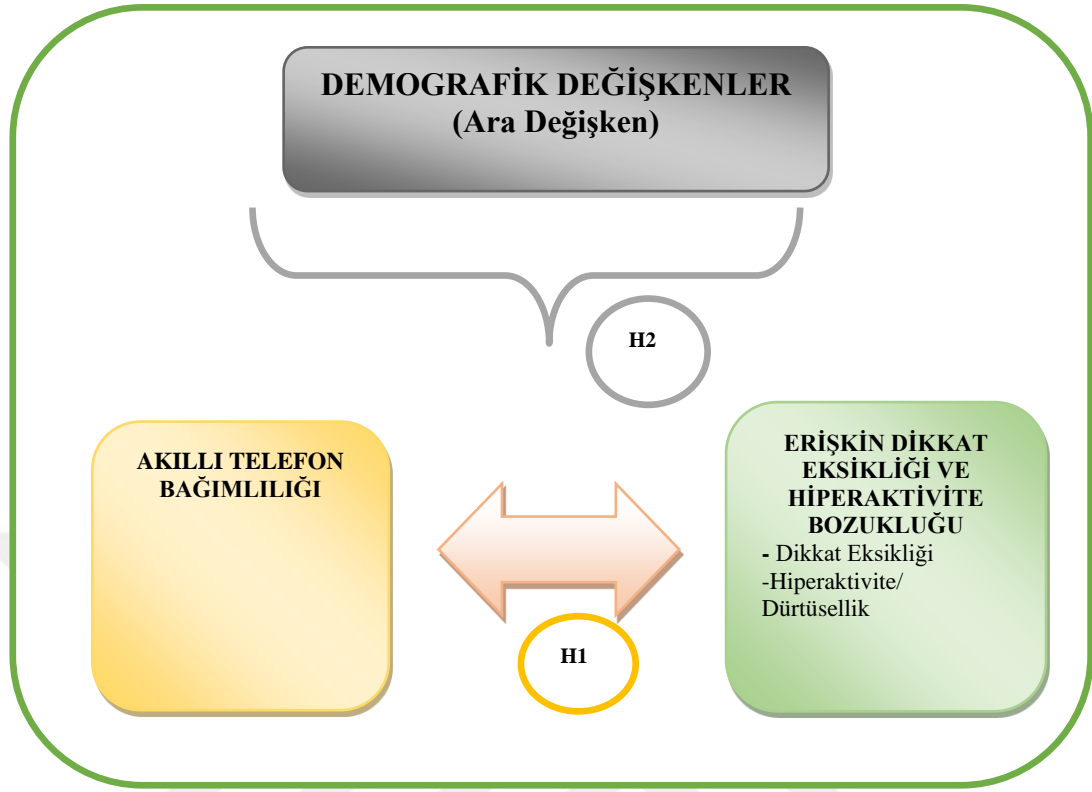 DEMOGRAFİK DEĞİŞKENLER
(Ara Değişken)
H2
AKILLI TELEFON
BAĞIMLILIĞI
ERİŞKİN DİKKAT
EKSİKLİĞİ VE
HİPERAKTİVİTE
BOZUKLUĞU
- Dikkat Eksikliği
-Hiperaktivite/
Dürtüsellik
H1